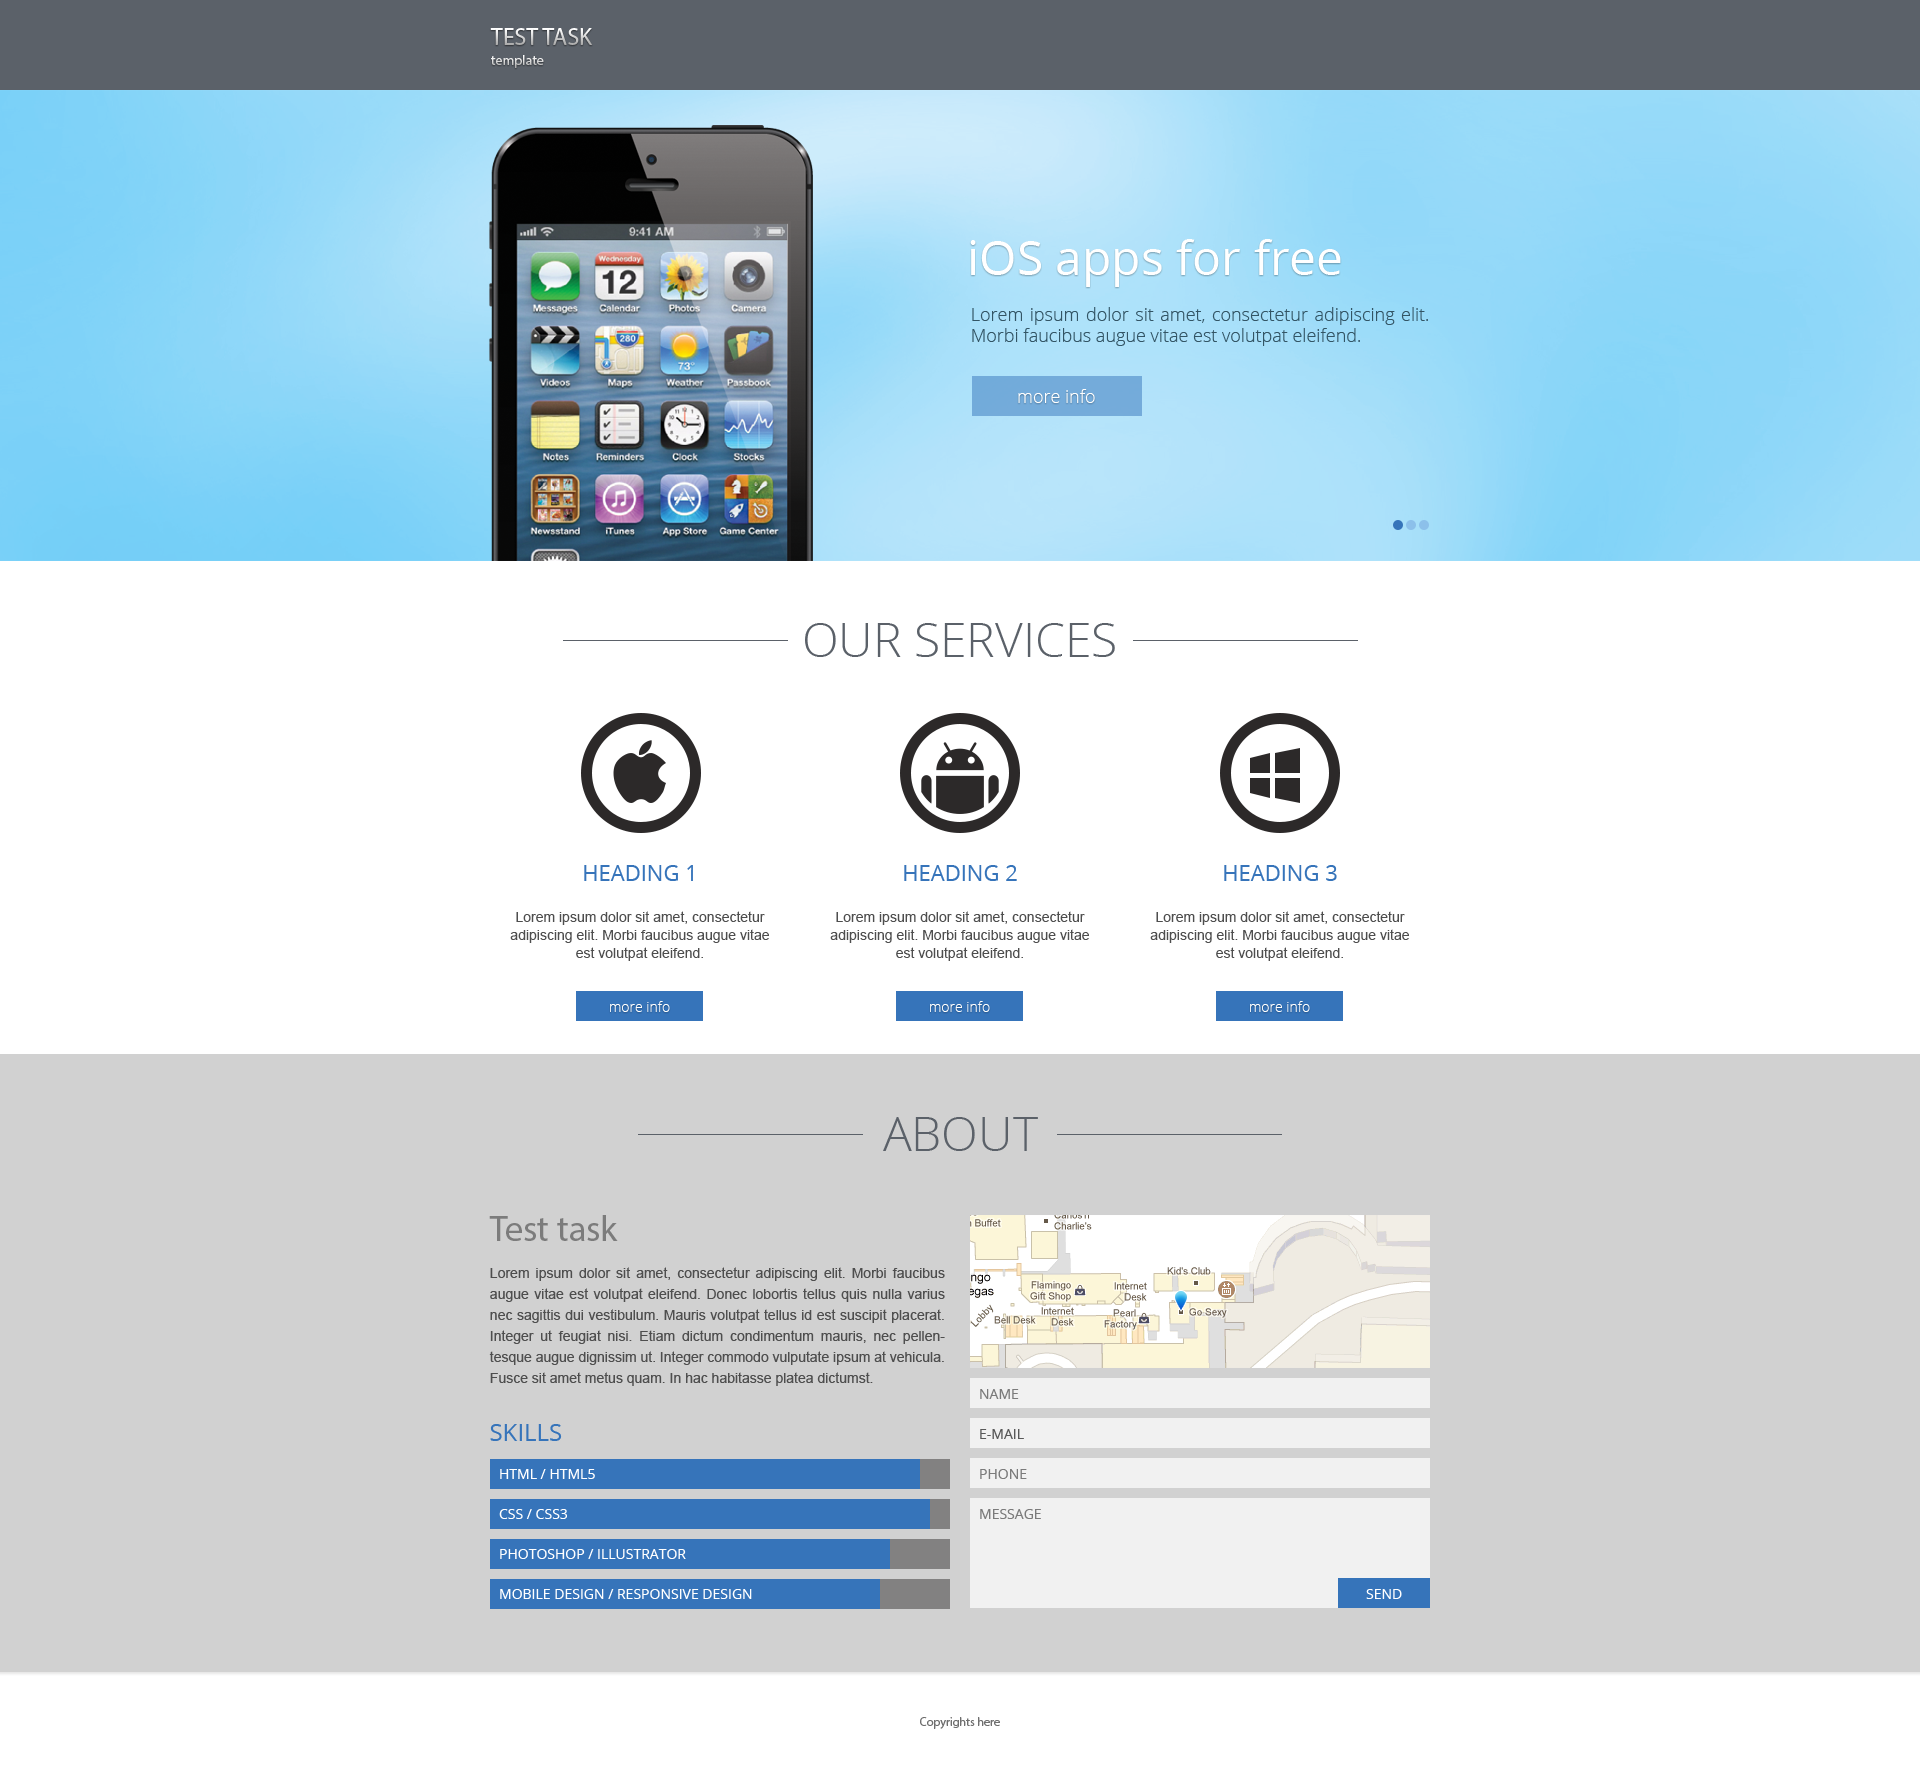 TEST TASK
template
9:41 AM
Wednesday
12
Messages
Calendar
Photos
Camera
280
73°
Videos
Maps
Weather
Passbook
Notes
Reminders
Clock
Stocks
Newsstand
iTunes
App Store
Game Center
iOS apps for free
Lorem ipsum dolor sit amet, consectetur adipiscing elit.
Morbi faucibus augue vitae est volutpat eleifend.
more info
OUR SERVICES
HEADING 1
Lorem ipsum dolor sit amet, consectetur
adipiscing elit. Morbi faucibus augue vitae
est volutpat eleifend.
more info
HEADING 2
Lorem ipsum dolor sit amet, consectetur
adipiscing elit. Morbi faucibus augue vitae
est volutpat eleifend.
more info
HEADING 3
Lorem ipsum dolor sit amet, consectetur
adipiscing elit. Morbi faucibus augue vitae
est volutpat eleifend.
more info
ABOUT
Test task
Lorem ipsum dolor sit amet, consectetur adipiscing elit. Morbi faucibus
augue vitae est volutpat eleifend. Donec lobortis tellus quis nulla varius
nec sagittis dui vestibulum. Mauris volutpat tellus id est suscipit placerat.
Integer ut feugiat nisi. Etiam dictum condimentum mauris, nec pellen-
tesque augue dignissim ut. Integer commodo vulputate ipsum at vehicula.
Fusce sit amet metus quam. In hac habitasse platea dictumst.
SKILLS
HTML / HTML5
CSS / CSS3
PHOTOSHOP / ILLUSTRATOR
MOBILE DESIGN / RESPONSIVE DESIGN
n Buffet
Carlos n
Charlie's
ngo
egas
Lobby
Flamingo
Gift Shop
Internet
Desk
Kid's Club
Bell Desk
Internet
Desk
Pearl
Factory
Go Sexy
NAME
E-MAIL
PHONE
MESSAGE
SEND
Copyrights here